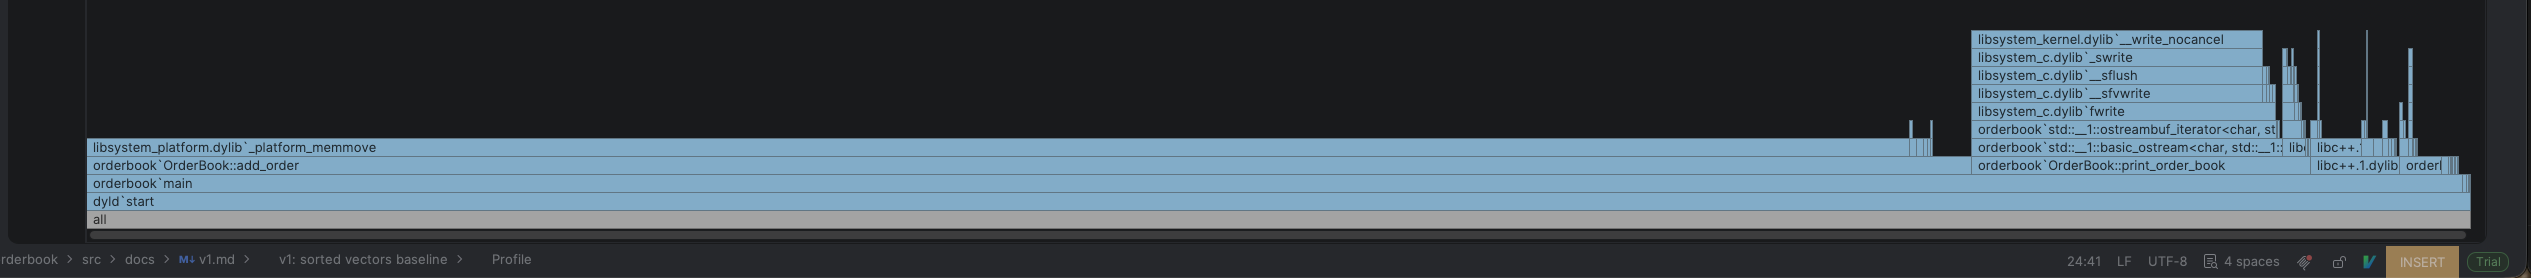 libsystem_kernel.dylib`__write_nocancel
libsystem_c.dylib`_swrite
libsystem_c.dylib`__sflush
libsystem_c.dylib`__sfvwrite
libsystem_c.dylib`fwrite
orderbook`std::__1::ostreambuf_iterator<char, st
libsystem_platform.dylib`_platform_memmove orderbook`std::__1::basic_ostream<char, std::__1:: libc libc++.1
orderbook`OrderBook::add_order orderbook`OrderBook::print_order_book libc++.1.dylib orderl
orderbook`main
dyld`start
all
rderbook > src > docs > M↓ v1.md > v1: sorted vectors baseline > Profile 24:41 LF UTF-8 4 spaces INSERT Trial